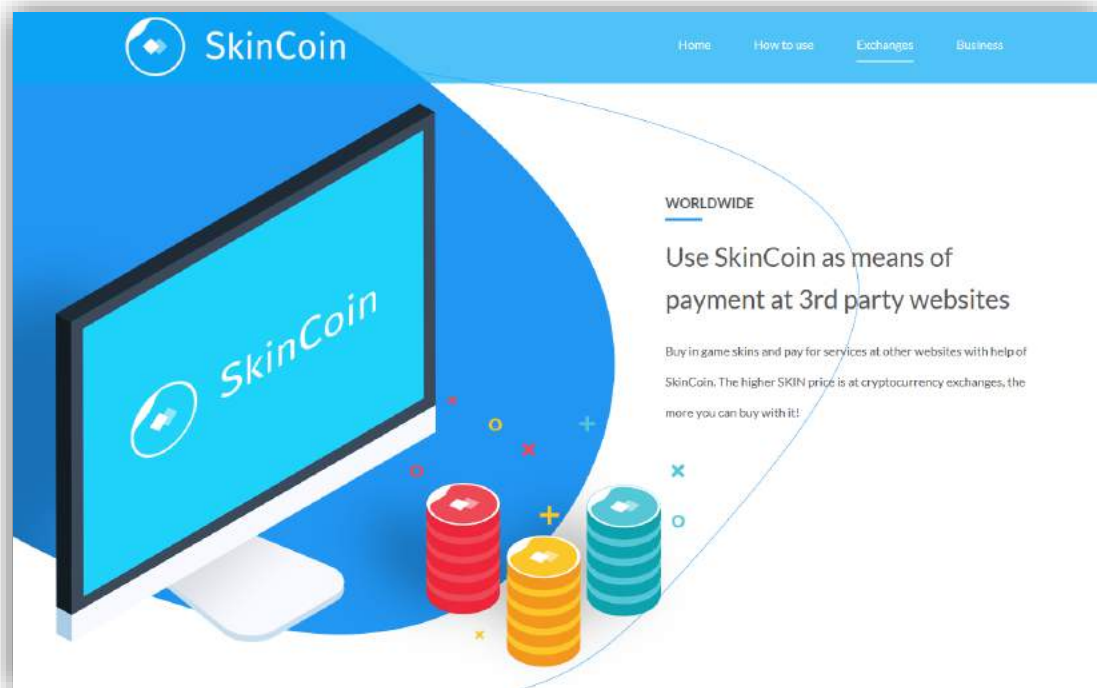 SkinCoin
Home How to use Exchanges Business
WORLDWIDE
Use SkinCoin as means of
payment at 3rd party websites
Buy in game skins and pay for services at other websites with help of
SkinCoin. The higher SKIN price is at cryptocurrency exchanges, the
more you can buy with it!
SkinCoin